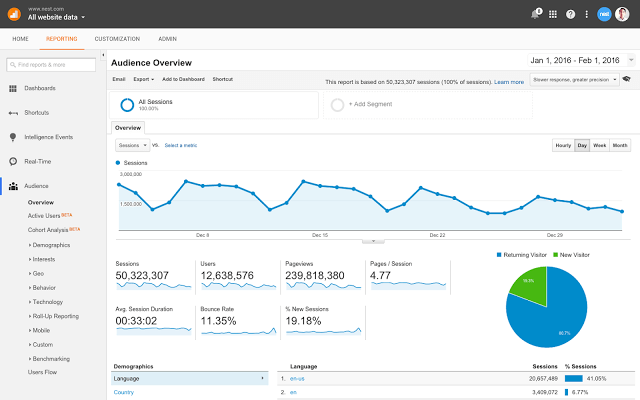 www.nest.com
All website data
HOME REPORTING CUSTOMIZATION ADMIN
Find reports & more
Dashboards
Shortcuts
Intelligence Events
Real-Time
Audience
Overview
Active Users BETA
Cohort Analysis BETA
Demographics
Interests
Geo
Behavior
Technology
Roll-Up Reporting
Mobile
Custom
Benchmarking
Users Flow
Audience Overview
Jan 1, 2016 - Feb 1, 2016
Email Export Add to Dashboard Shortcut
This report is based on 50,323,307 sessions (100% of sessions). Learn more
Slower response, greater precision
All Sessions
100.00%
+ Add Segment
Overview
Sessions VS. Select a metric
Hourly Day Week Month
Sessions
3,000,000
1,500,000
Dec 8 Dec 15 Dec 22 Dec 29
Sessions
50,323,307
Users
12,638,576
Pageviews
239,818,380
Pages / Session
4.77
Avg. Session Duration
00:33:02
Bounce Rate
11.35%
% New Sessions
19.18%
Returning Visitor New Visitor
Demographics
Language
Country
Language Sessions % Sessions
1. en-us 20,657,489 41.05%
2. en 3,409,072 6.77%